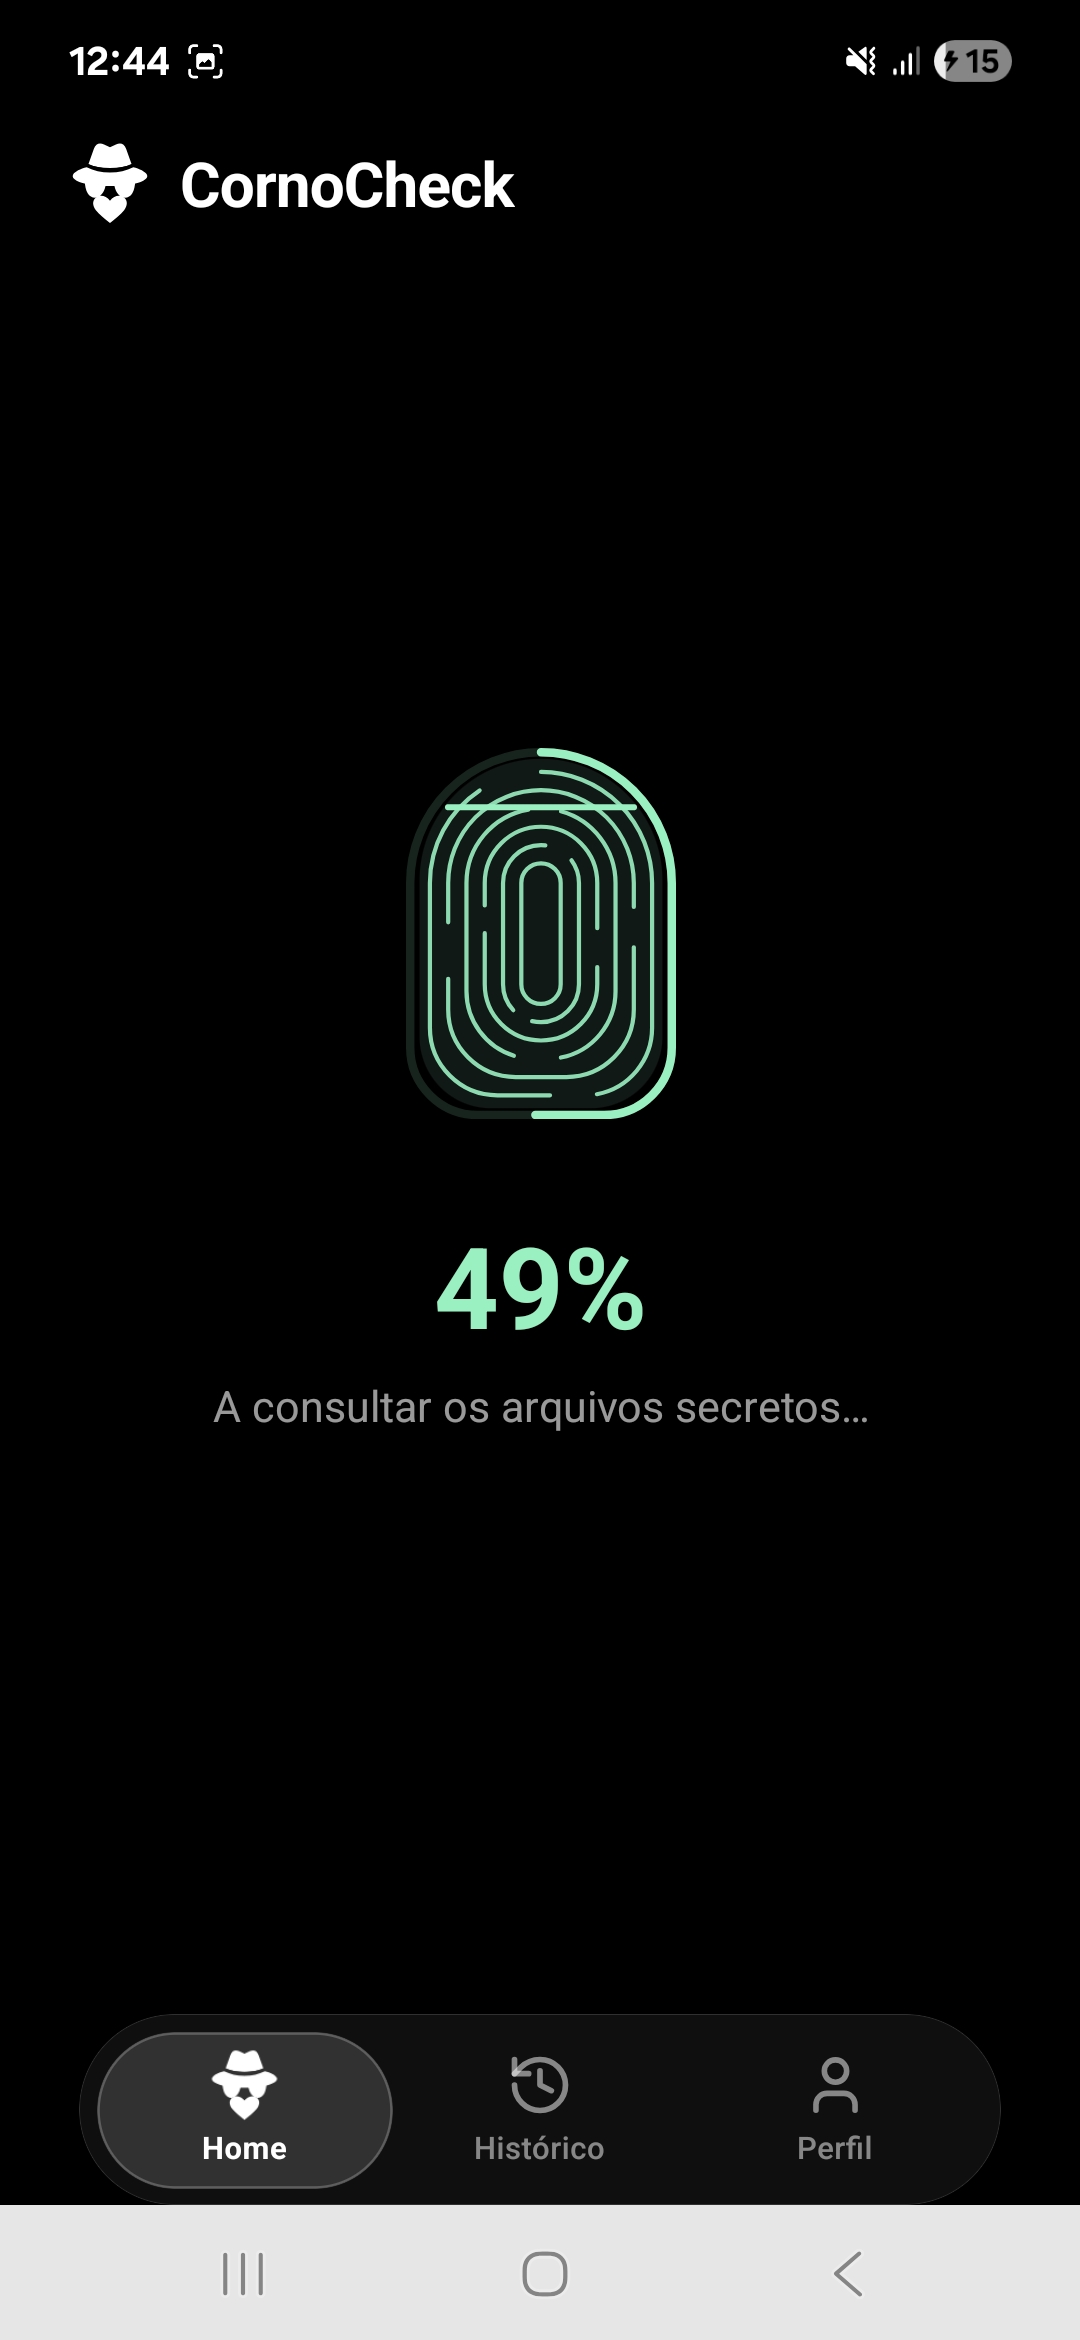 12:44
15
CornoCheck
49%
A consultar os arquivos secretos...
Home
Histórico
Perfil